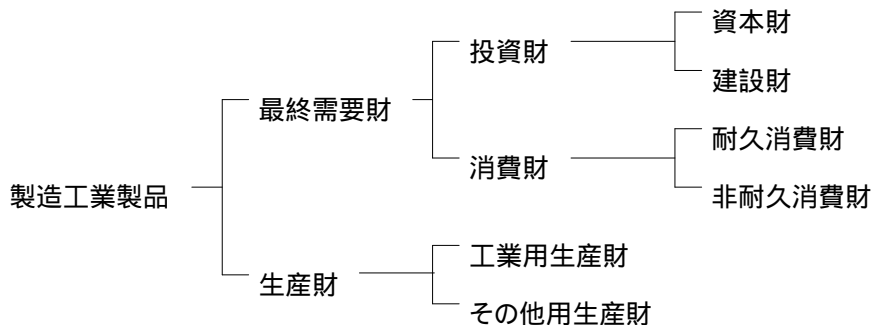 製造工業製品
最終需要財
投資財
資本財
建設財
消費財
耐久消費財
非耐久消費財
生産財
工業用生産財
その他用生産財